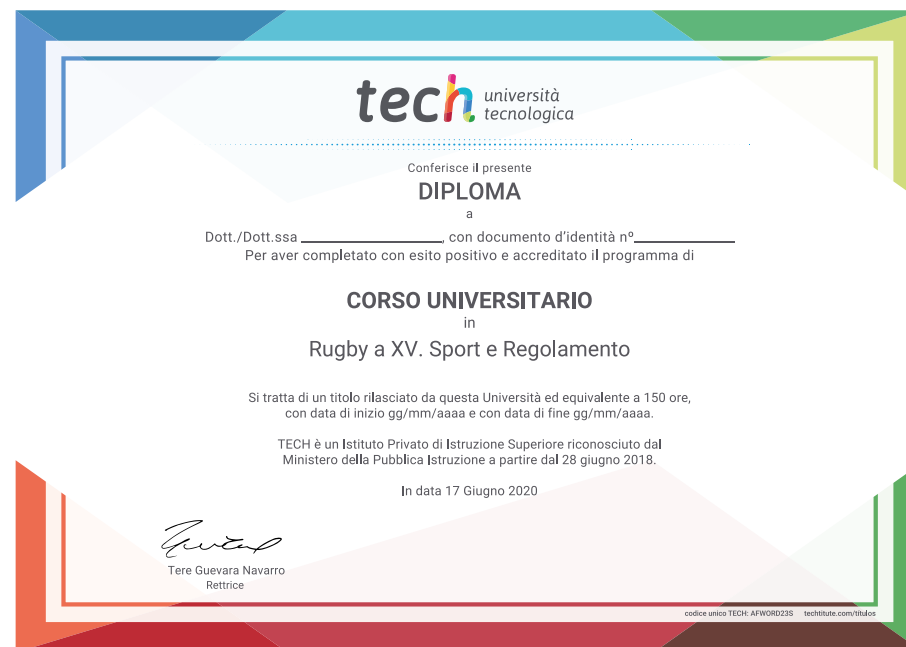 tech università
tecnologica
Conferisce il presente
DIPLOMA
a
Dott./Dott.ssa ____________________, con documento d'identità nº______________
Per aver completato con esito positivo e accreditato il programma di
CORSO UNIVERSITARIO
in
Rugby a XV. Sport e Regolamento
Si tratta di un titolo rilasciato da questa Università ed equivalente a 150 ore,
con data di inizio gg/mm/aaaa e con data di fine gg/mm/aaaa.
TECH è un Istituto Privato di Istruzione Superiore riconosciuto dal
Ministero della Pubblica Istruzione a partire dal 28 giugno 2018.
In data 17 Giugno 2020
Tere Guevara Navarro
Rettrice
codice unico TECH: AFWORD23S techtitute.com/títulos